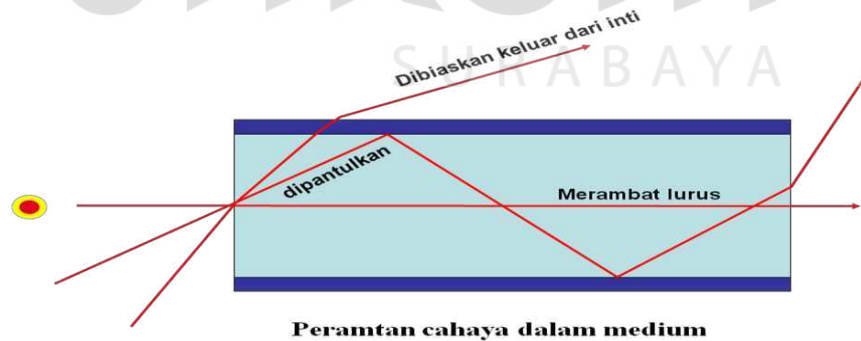 SURABAYA
Dibiaskan keluar dari inti
dipantulkan
Merambat lurus
Peramtan cahaya dalam medium